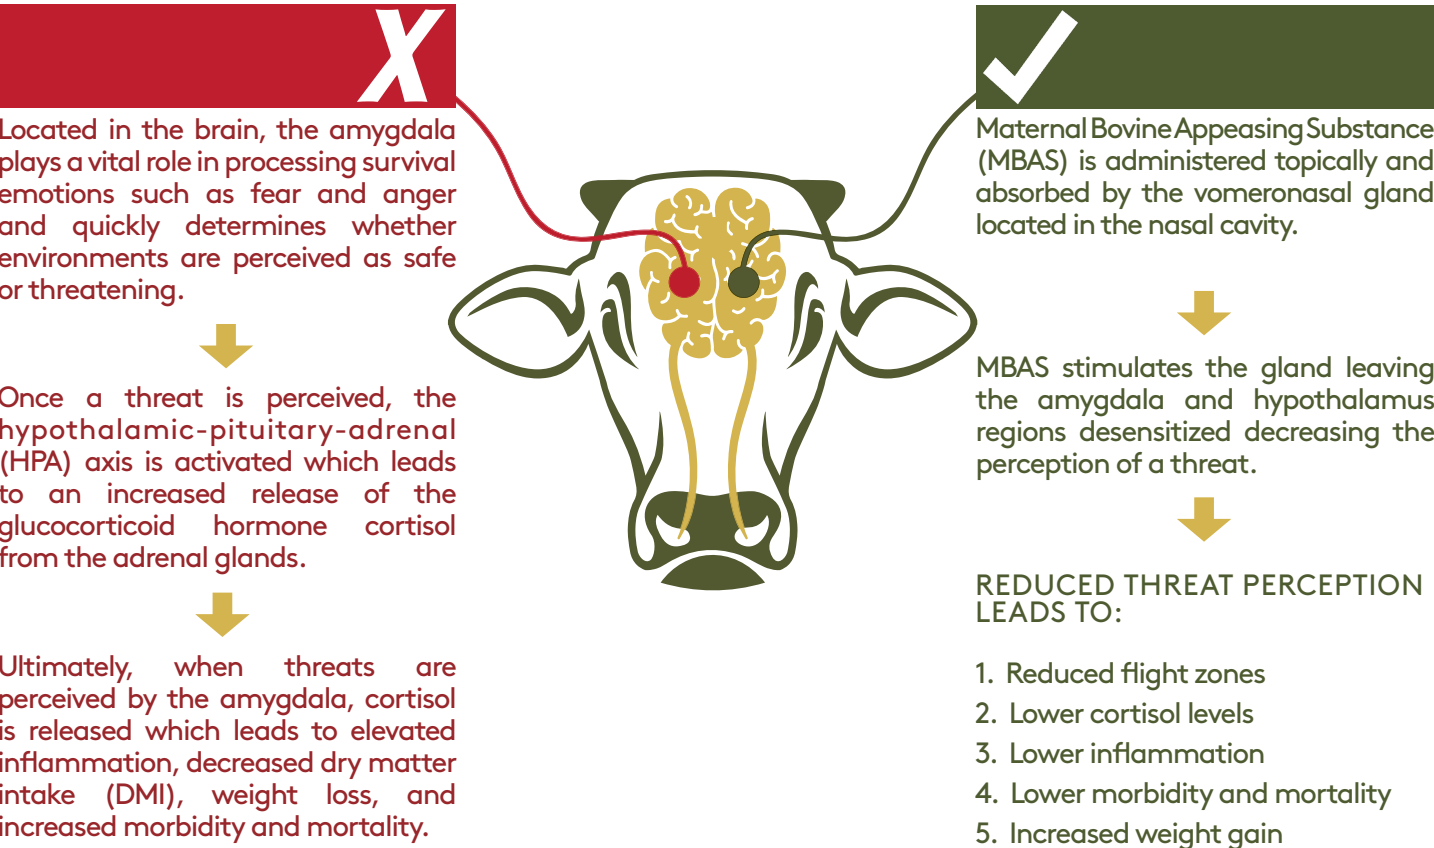 X
Located in the brain, the amygdala
plays a vital role in processing survival
emotions such as fear and anger
and quickly determines whether
environments are perceived as safe
or threatening.
Once a threat is perceived, the
hypothalamic-pituitary-adrenal
(HPA) axis is activated which leads
to an increased release of the
glucocorticoid hormone cortisol
from the adrenal glands.
Ultimately, when threats are
perceived by the amygdala, cortisol
is released which leads to elevated
inflammation, decreased dry matter
intake (DMI), weight loss, and
increased morbidity and mortality.
Maternal Bovine Appeasing Substance
(MBAS) is administered topically and
absorbed by the vomeronasal gland
located in the nasal cavity.
MBAS stimulates the gland leaving
the amygdala and hypothalamus
regions desensitized decreasing the
perception of a threat.
REDUCED THREAT PERCEPTION
LEADS TO:
1. Reduced flight zones
2. Lower cortisol levels
3. Lower inflammation
4. Lower morbidity and mortality
5. Increased weight gain